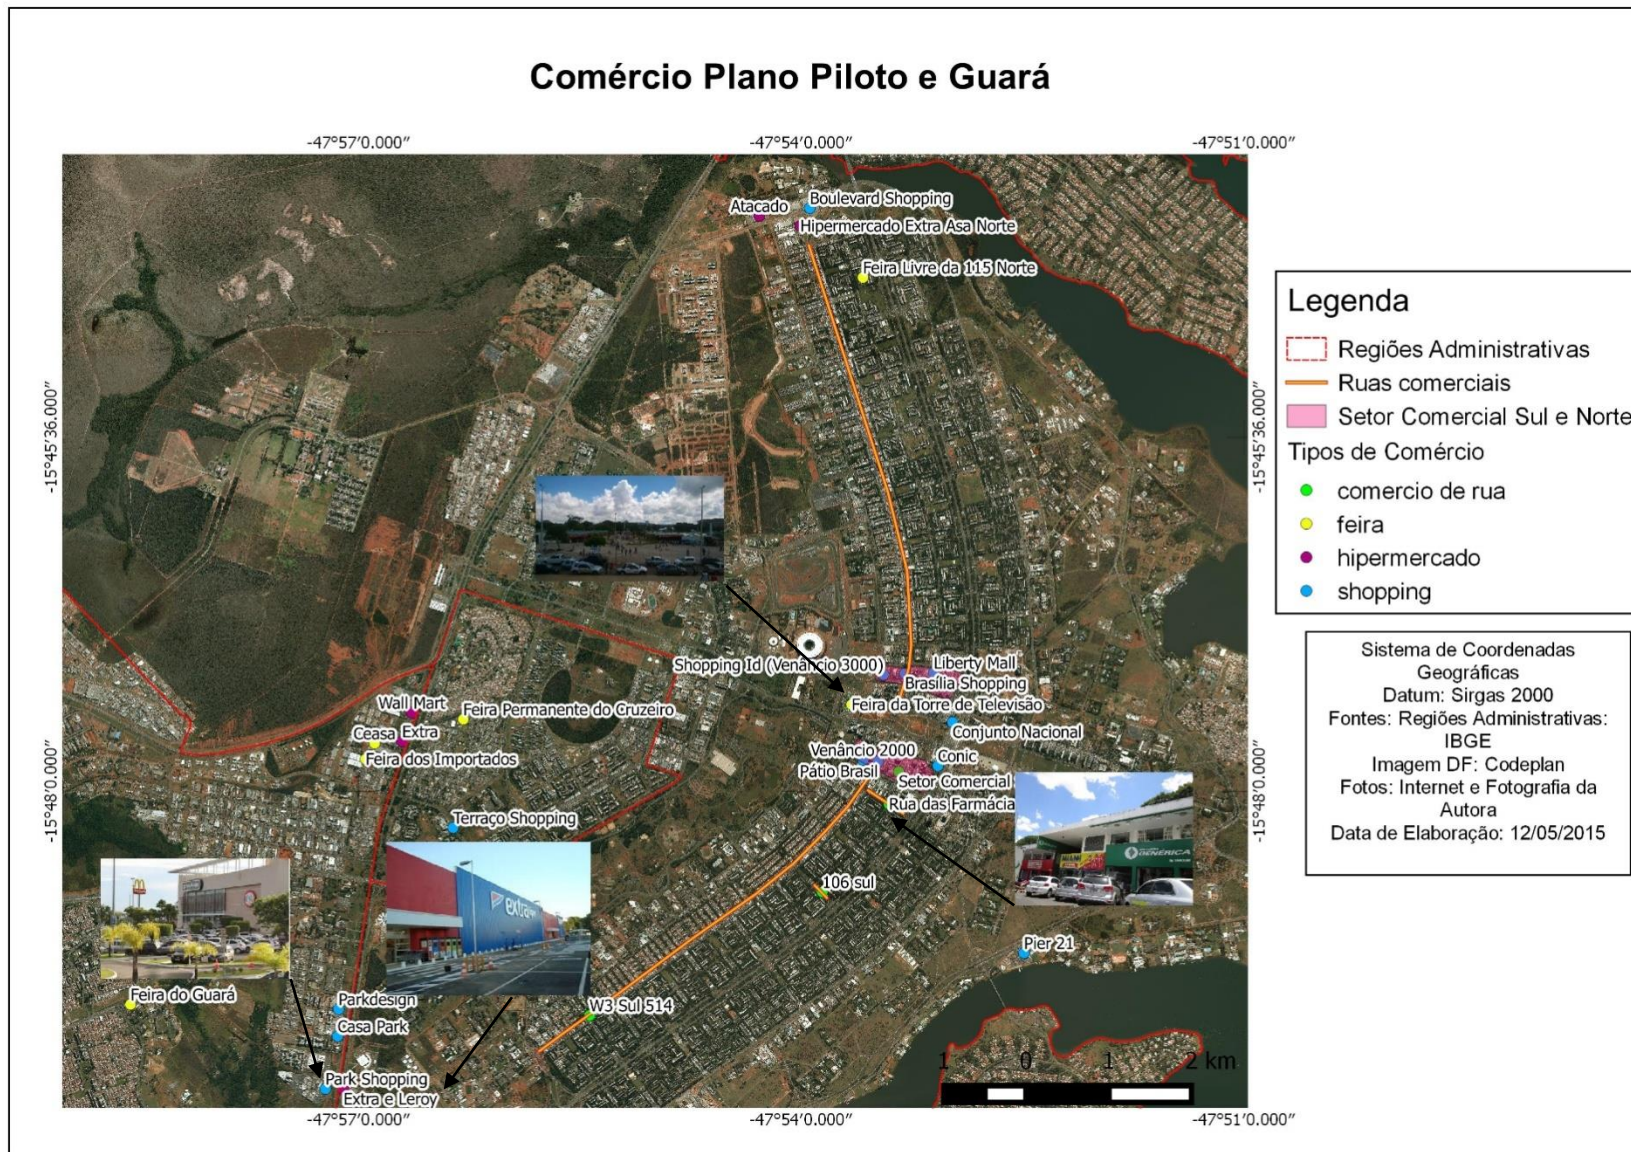 Comércio Plano Piloto e Guará
-47°57′0.000″
-47°54′0.000″
-47°51′0.000″
-15°45′36.000″
-15°48′0.000″
-15°45′36.000″
-15°48′0.000″
Atacado
Boulevard Shopping
Hipermercado Extra Asa Norte
Feira Livre da 115 Norte
Shopping Id (Venâncio 3000)
Liberty Mall
Brasília Shopping
Feira da Torre de Televisão
Conjunto Nacional
Wall Mart
Feira Permanente do Cruzeiro
Ceasa
Extra
Feira dos Importados
Venâncio 2000
Conic
Pátio Brasil
Setor Comercial
Rua das Farmácia
Terraço Shopping
extra
GENÉRICA
106 sul
Pier 21
Feira do Guará
Parkdesign
Casa Park
W3 Sul 514
Park Shopping
Extra e Leroy
1 0 1 2 km
-47°57′0.000″
-47°54′0.000″
-47°51′0.000″
Legenda
Regiões Administrativas
Ruas comerciais
Setor Comercial Sul e Norte
Tipos de Comércio
comercio de rua
feira
hipermercado
shopping
Sistema de Coordenadas
Geográficas
Datum: Sirgas 2000
Fontes: Regiões Administrativas:
IBGE
Imagem DF: Codeplan
Fotos: Internet e Fotografia da
Autora
Data de Elaboração: 12/05/2015